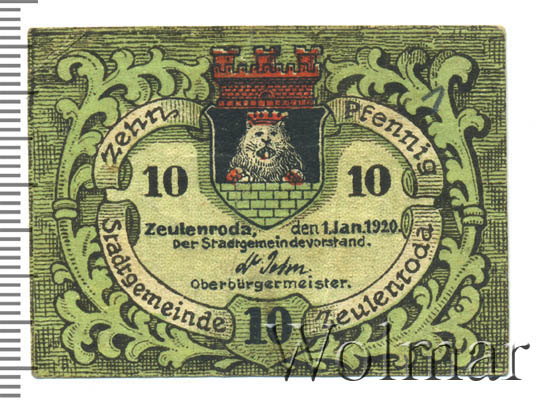 Zehn Pfennig
10 10
Zeulenroda, den 1.Jan.1920.
Der Stadtgemeindevorstand.
Oberbürgermeister.
Stadtgemeinde Zeulenroda
10
Wolmar